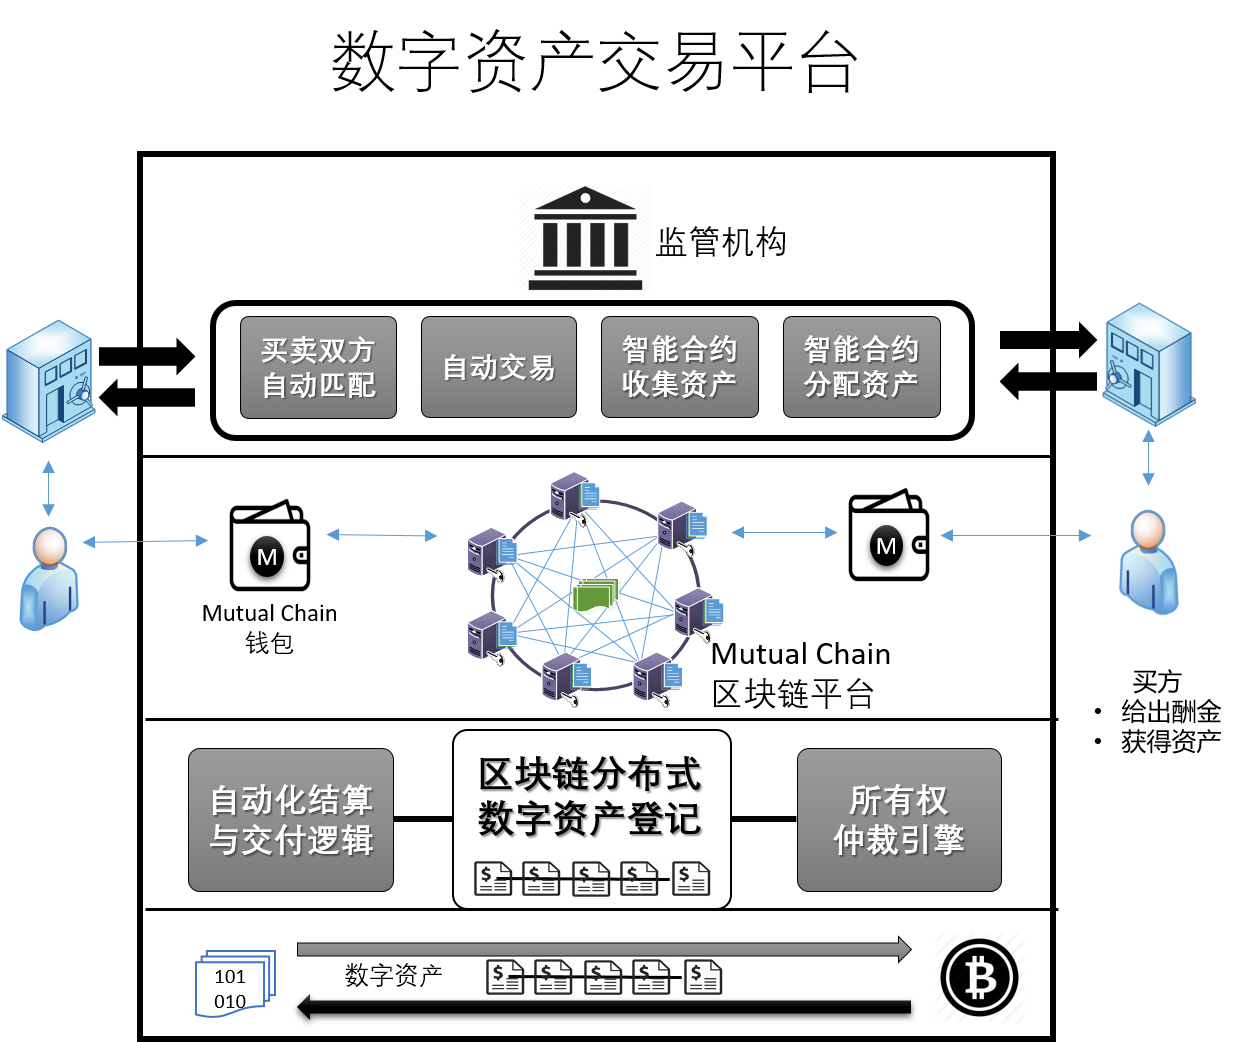 数字资产交易平台
监管机构
买卖双方
自动匹配
自动交易
智能合约
收集资产
智能合约
分配资产
M
M
Mutual Chain
钱包
Mutual Chain
区块链平台
买方
• 给出酬金
• 获得资产
自动化结算
与交付逻辑
区块链分布式
数字资产登记
$ $ $ $ $
所有权
仲裁引擎
101
010
数字资产
$ $ $ $ $
₿